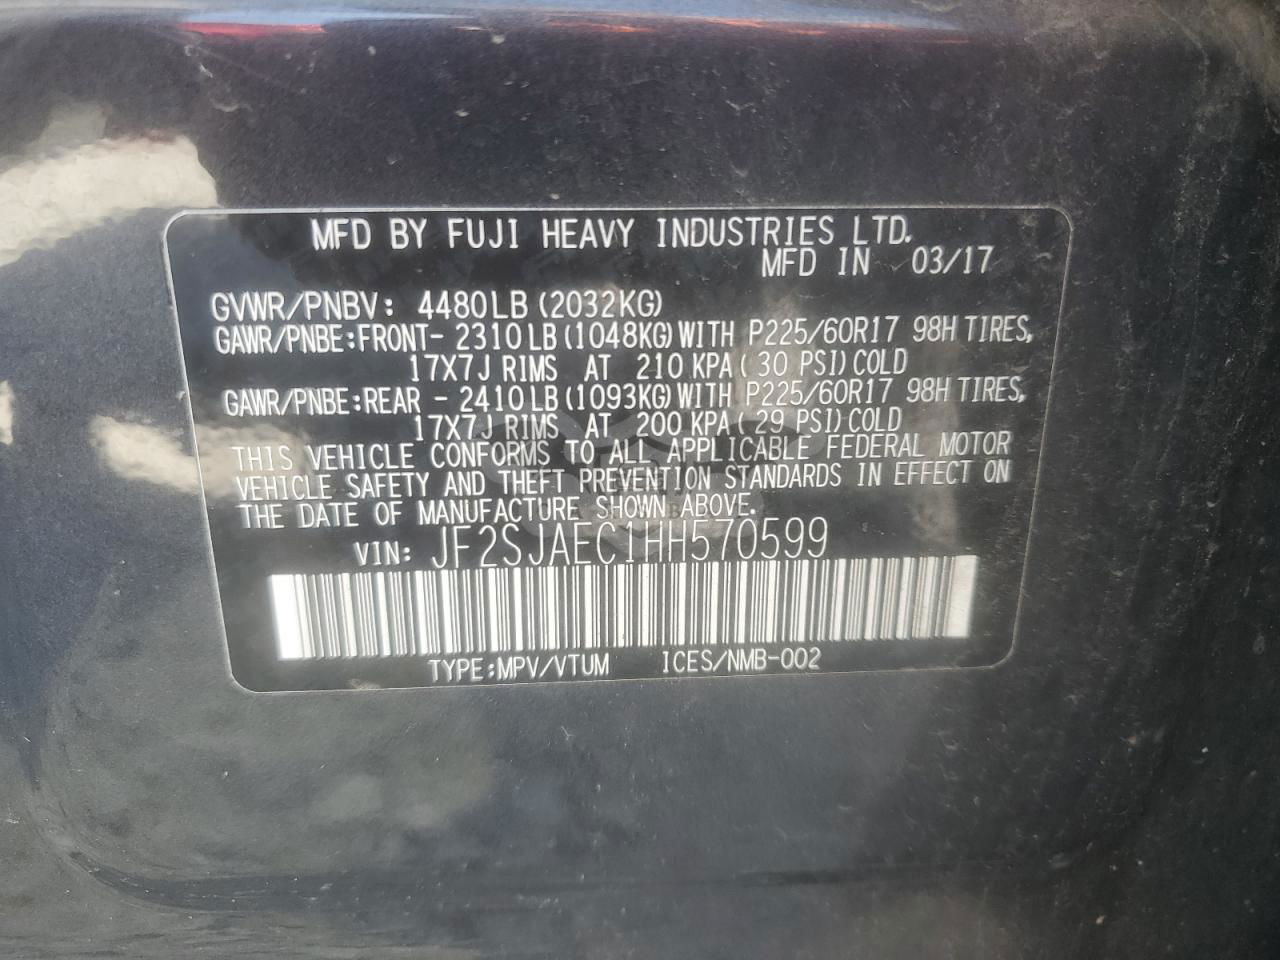 MFD BY FUJI HEAVY INDUSTRIES LTD.
MFD IN 03/17
GVWR/PNBV: 4480LB (2032KG)
GAWR/PNBE:FRONT- 2310LB (1048KG) WITH P225/60R17 98H TIRES,
17X7J RIMS AT 210 KPA( 30 PSI) COLD
GAWR/PNBE:REAR - 2410LB (1093KG) WITH P225/60R17 98H TIRES,
17X7J RIMS AT 200 KPA( 29 PSI) COLD
THIS VEHICLE CONFORMS TO ALL APPLICABLE FEDERAL MOTOR
VEHICLE SAFETY AND THEFT PREVENTION STANDARDS IN EFFECT ON
THE DATE OF MANUFACTURE SHOWN ABOVE.
VIN: JF2SJAEC1HH570599
TYPE:MPV/VTUM ICES/NMB-002